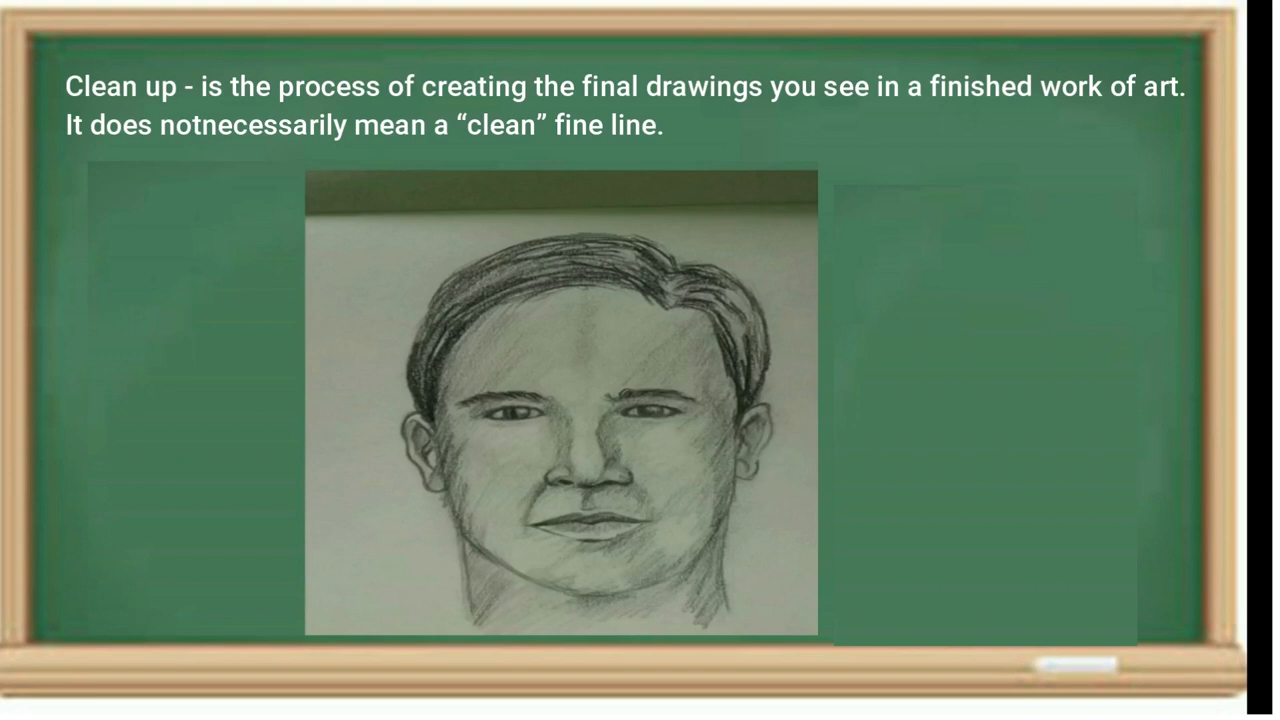 Clean up - is the process of creating the final drawings you see in a finished work of art.
It does notnecessarily mean a “clean” fine line.